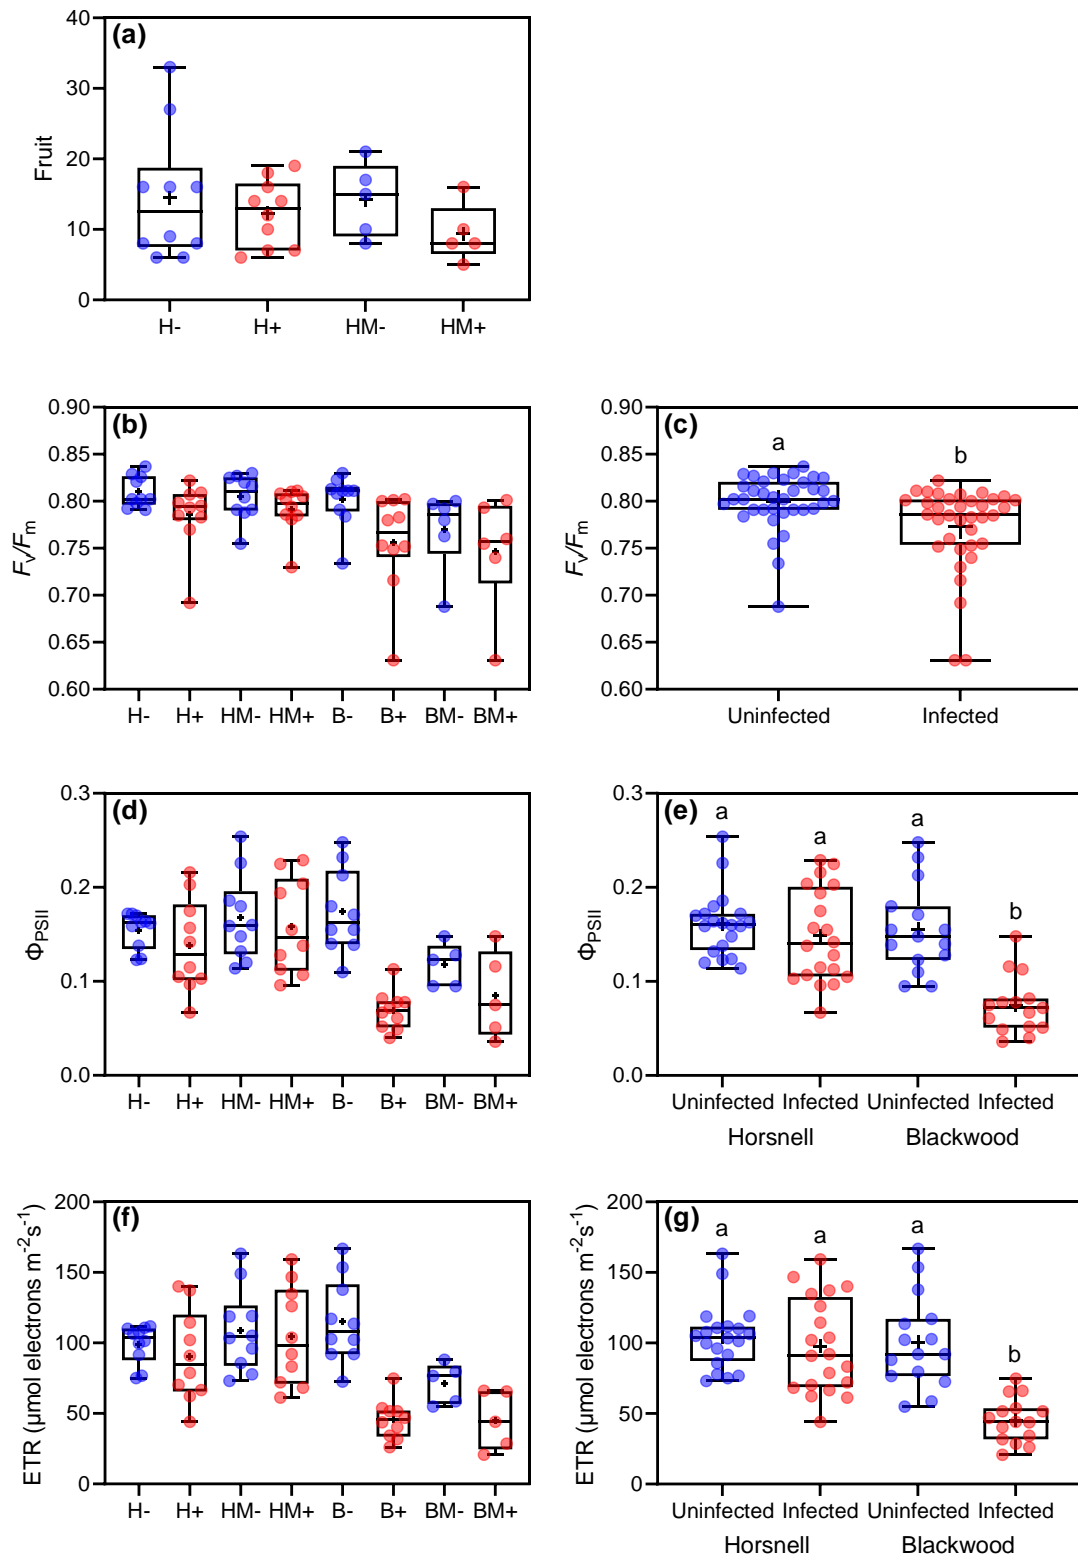 (a)
Fruit
40
30
20
10
0
H- H+ HM- HM+
(b)
Fv/Fm
0.90
0.85
0.80
0.75
0.70
0.65
0.60
H- H+ HM- HM+ B- B+ BM- BM+
(c)
Fv/Fm
0.90
0.85
0.80
0.75
0.70
0.65
0.60
a b
Uninfected Infected
(d)
ΦPSII
0.3
0.2
0.1
0.0
H- H+ HM- HM+ B- B+ BM- BM+
(e)
ΦPSII
0.3
0.2
0.1
0.0
a a a b
Uninfected Infected Uninfected Infected
Horsnell Blackwood
(f)
ETR (µmol electrons m-2s-1)
200
150
100
50
0
H- H+ HM- HM+ B- B+ BM- BM+
(g)
ETR (µmol electrons m-2s-1)
200
150
100
50
0
a a a b
Uninfected Infected Uninfected Infected
Horsnell Blackwood